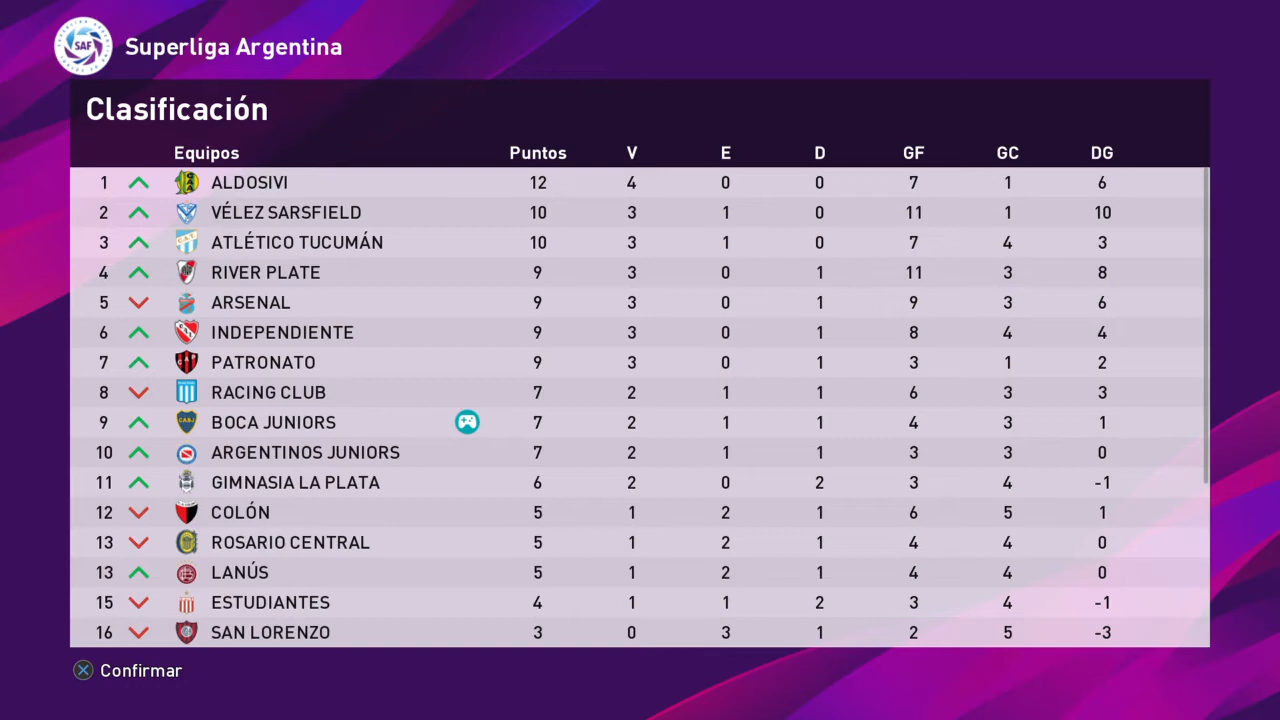 SAF Superliga Argentina
Clasificación
Equipos Puntos V E D GF GC DG
1 ALDOSIVI 12 4 0 0 7 1 6
2 VÉLEZ SARSFIELD 10 3 1 0 11 1 10
3 ATLÉTICO TUCUMÁN 10 3 1 0 7 4 3
4 RIVER PLATE 9 3 0 1 11 3 8
5 ARSENAL 9 3 0 1 9 3 6
6 INDEPENDIENTE 9 3 0 1 8 4 4
7 PATRONATO 9 3 0 1 3 1 2
8 RACING CLUB 7 2 1 1 6 3 3
9 BOCA JUNIORS 7 2 1 1 4 3 1
10 ARGENTINOS JUNIORS 7 2 1 1 3 3 0
11 GIMNASIA LA PLATA 6 2 0 2 3 4 -1
12 COLÓN 5 1 2 1 6 5 1
13 ROSARIO CENTRAL 5 1 2 1 4 4 0
13 LANÚS 5 1 2 1 4 4 0
15 ESTUDIANTES 4 1 1 2 3 4 -1
16 SAN LORENZO 3 0 3 1 2 5 -3
Confirmar